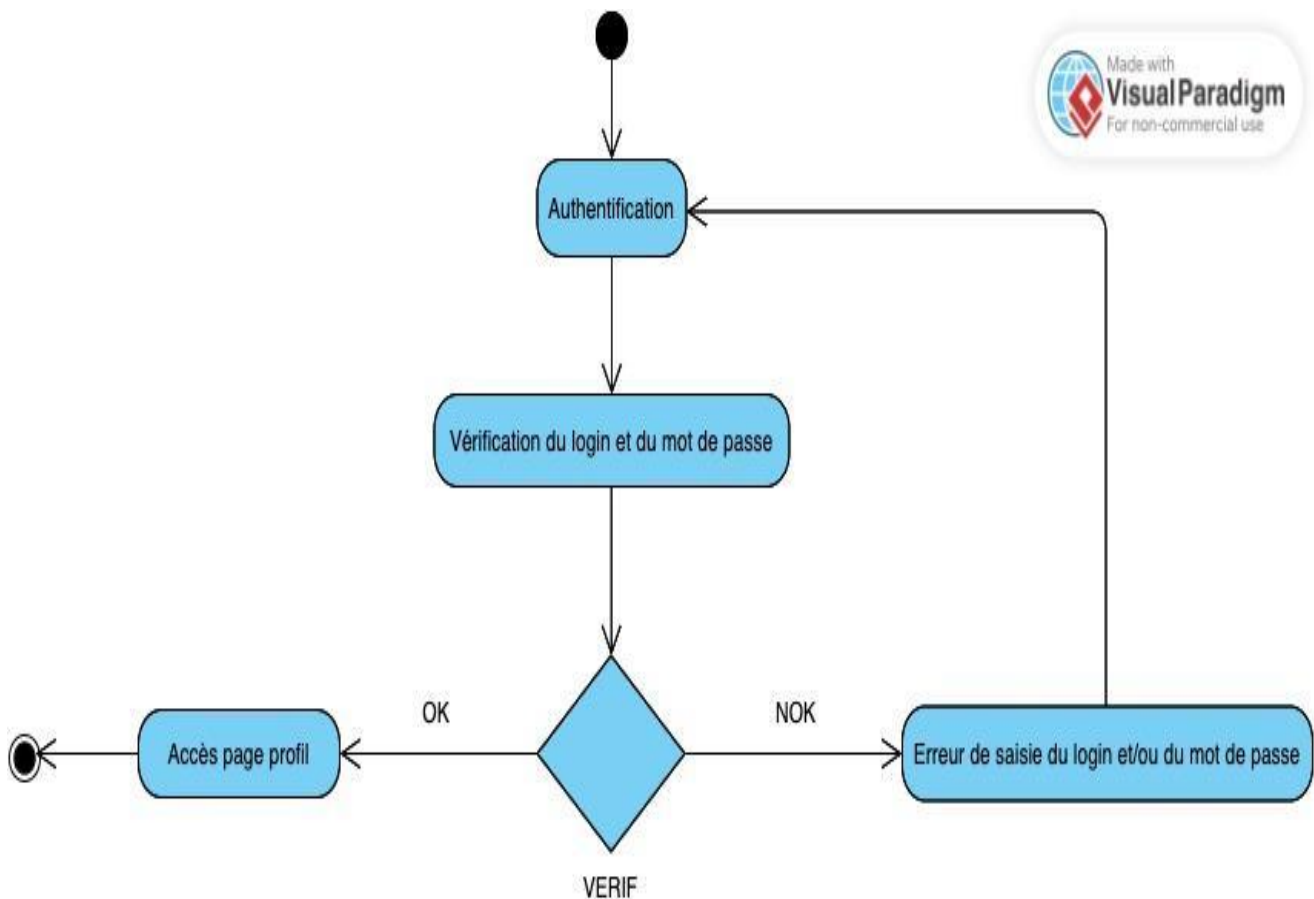 Made with
Visual Paradigm
For non-commercial use
Authentification
Vérification du login et du mot de passe
OK
NOK
Accès page profil
Erreur de saisie du login et/ou du mot de passe
VERIF